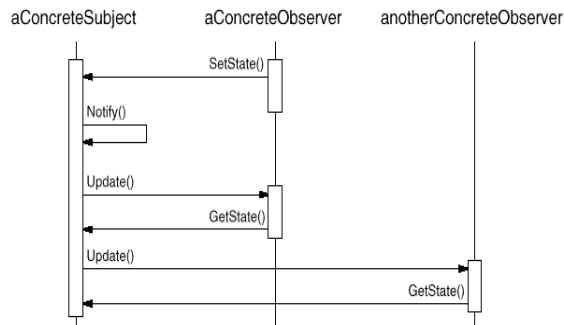 aConcreteSubject aConcreteObserver anotherConcreteObserver
SetState()
Notify()
Update()
GetState()
Update()
GetState()